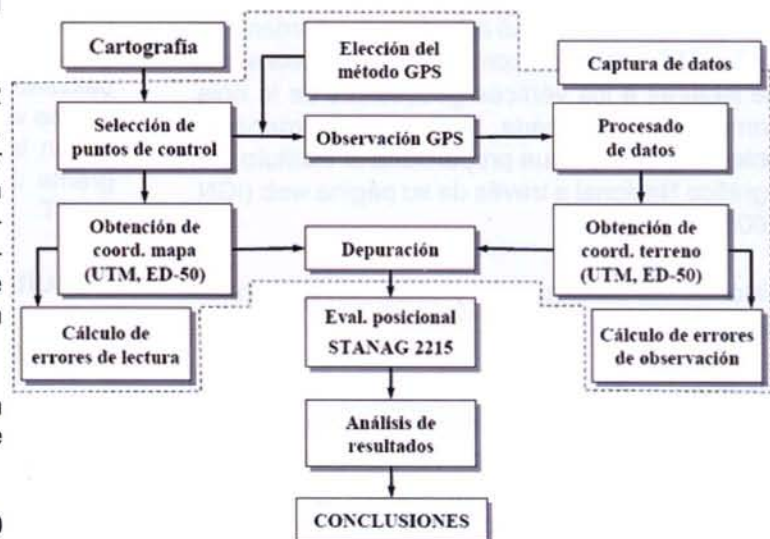 Cartografía
Elección del
método GPS
Captura de datos
Selección de
puntos de control
Observación GPS
Procesado
de datos
Obtención de
coord. mapa
(UTM, ED-50)
Depuración
Obtención de
coord. terreno
(UTM, ED-50)
Cálculo de
errores de lectura
Eval. posicional
STANAG 2215
Cálculo de errores
de observación
Análisis de
resultados
CONCLUSIONES